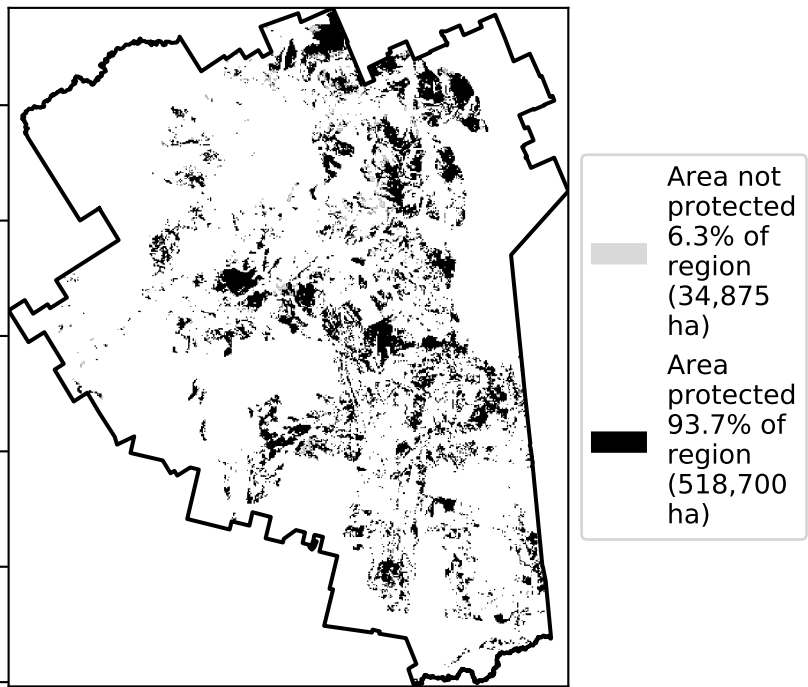 Area not
protected
6.3% of
region
(34,875
ha)
Area
protected
93.7% of
region
(518,700
ha)